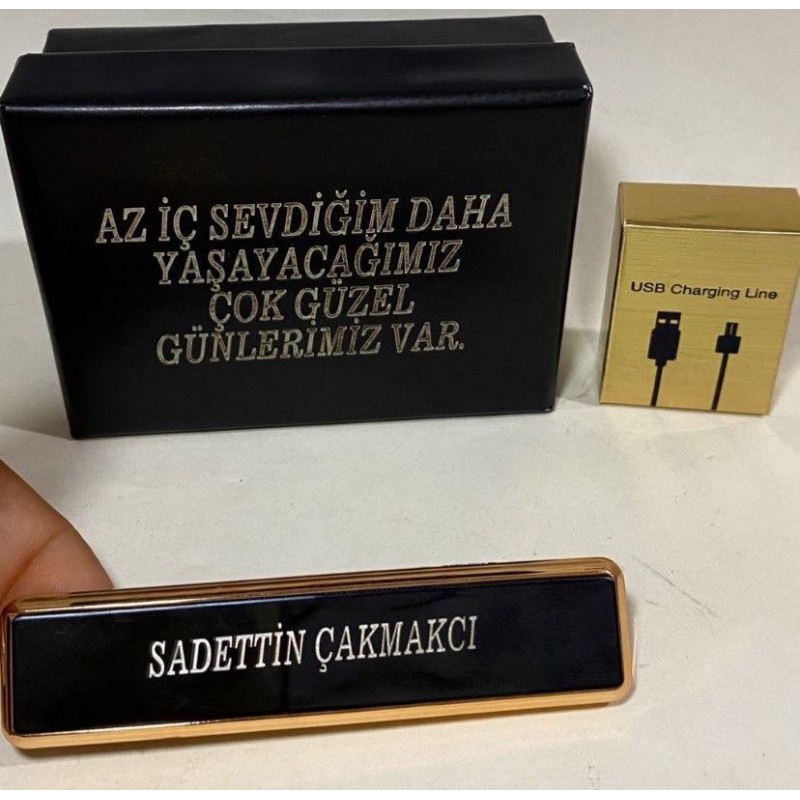 AZ İÇ SEVDİĞİM DAHA
YAŞAYACAĞIMIZ
ÇOK GÜZEL
GÜNLERİMİZ VAR.
USB Charging Line
SADETTİN ÇAKMAKCI